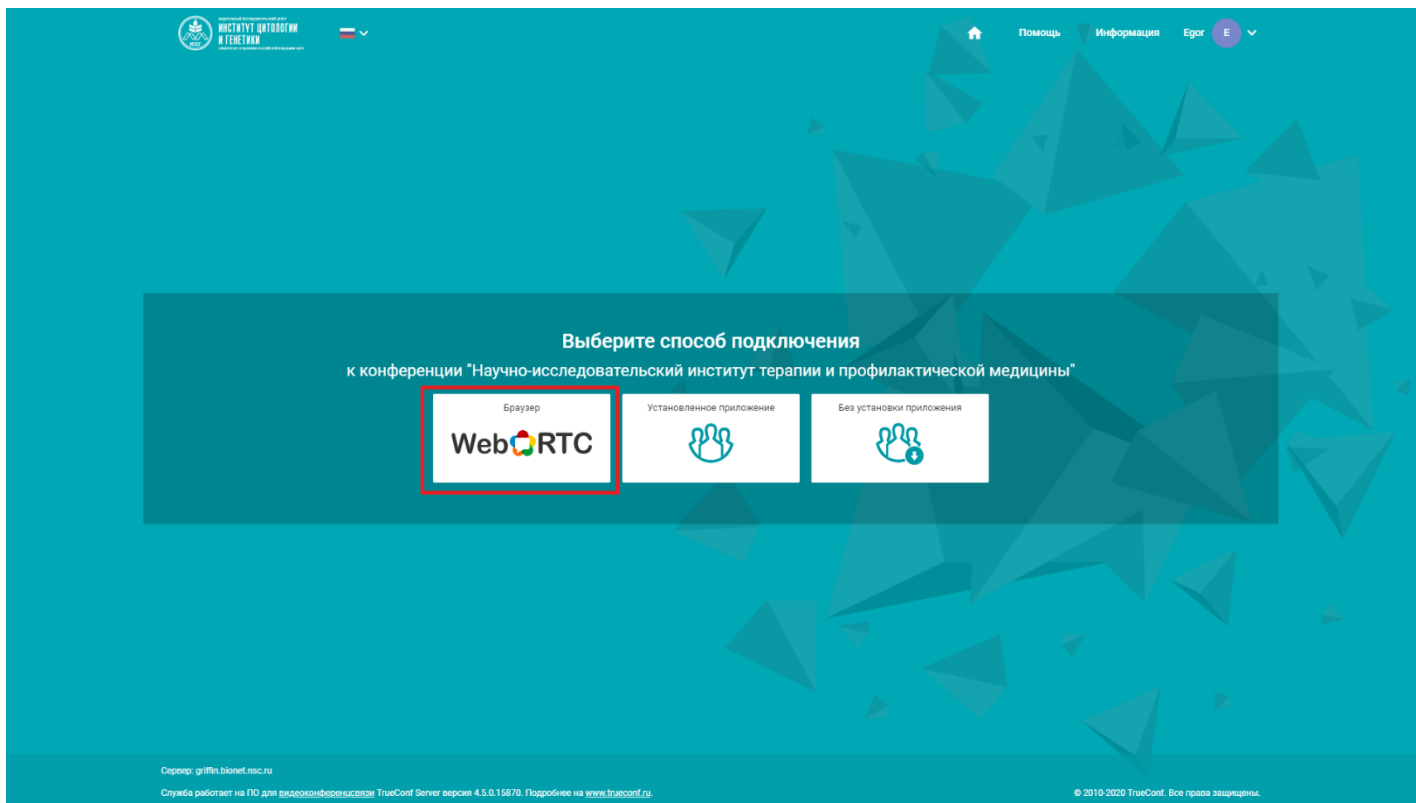 ИНСТИТУТ ЦИТОЛОГИИ
И ГЕНЕТИКИ
Помощь
Информация
Egor
E
Выберите способ подключения
к конференции "Научно-исследовательский институт терапии и профилактической медицины"
Браузер
WebRTC
Установленное приложение
Без установки приложения
Сервер: griffin.bionet.nsc.ru
Служба работает на ПО для видеоконференцсвязи TrueConf Server версия 4.5.0.15870. Подробнее на www.trueconf.ru.
© 2010-2020 TrueConf. Все права защищены.